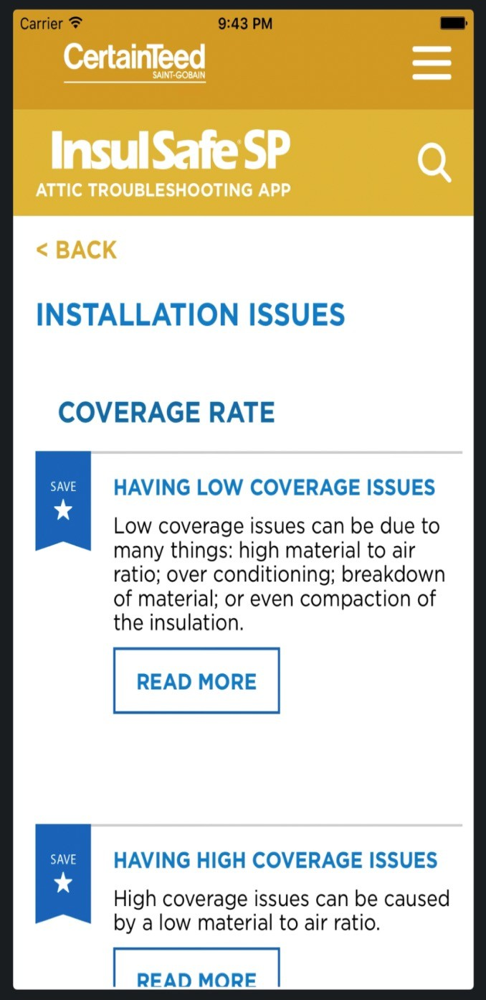 Carrier 9:43 PM
CertainTeed
SAINT-GOBAIN
InsulSafe® SP
ATTIC TROUBLESHOOTING APP
< BACK
INSTALLATION ISSUES
COVERAGE RATE
SAVE
HAVING LOW COVERAGE ISSUES
Low coverage issues can be due to
many things: high material to air
ratio; over conditioning; breakdown
of material; or even compaction of
the insulation.
READ MORE
SAVE
HAVING HIGH COVERAGE ISSUES
High coverage issues can be caused
by a low material to air ratio.
READ MORE